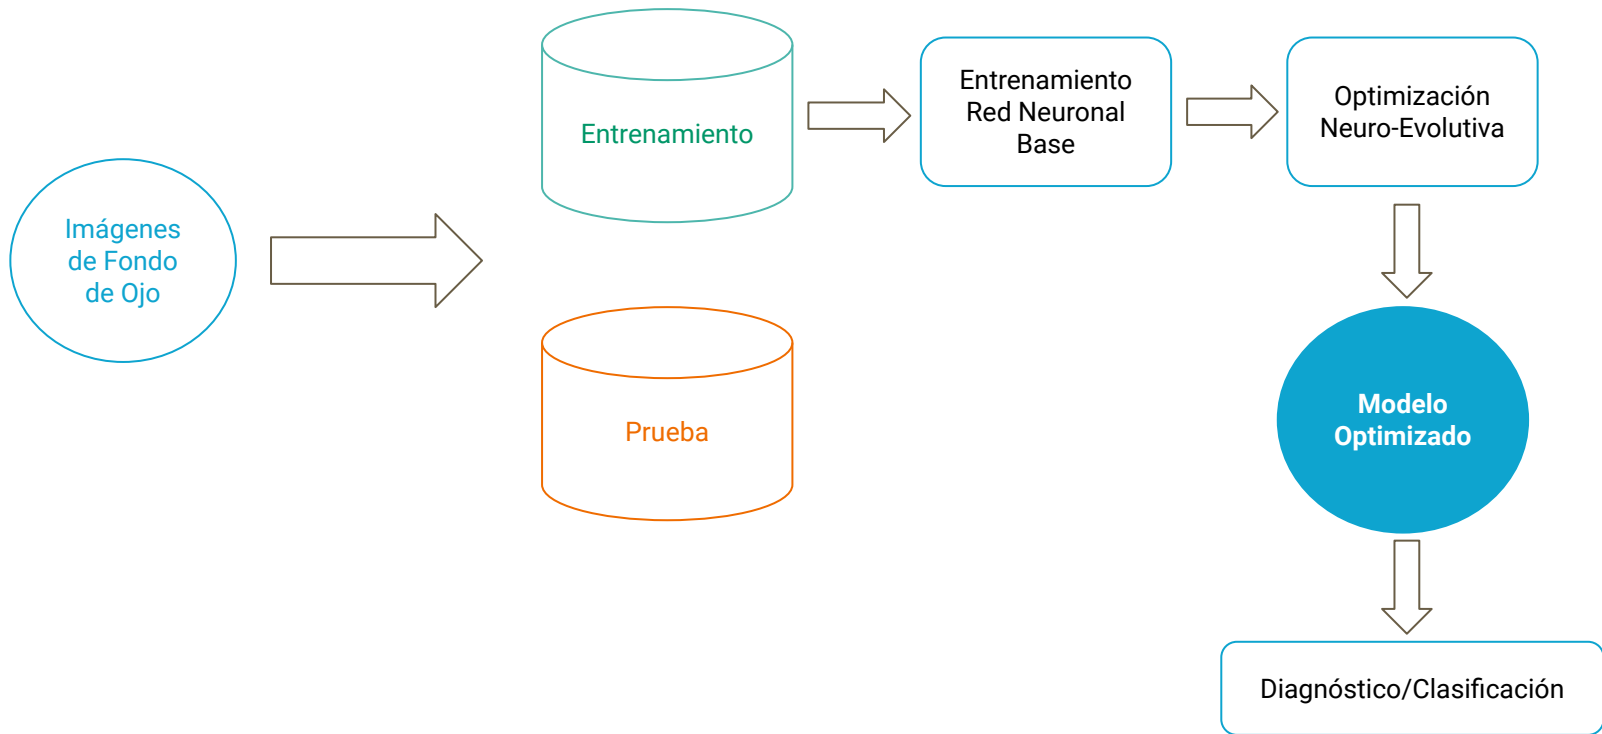 Imágenes
de Fondo
de Ojo
Entrenamiento
Prueba
Entrenamiento
Red Neuronal
Base
Optimización
Neuro-Evolutiva
Modelo
Optimizado
Diagnóstico/Clasificación